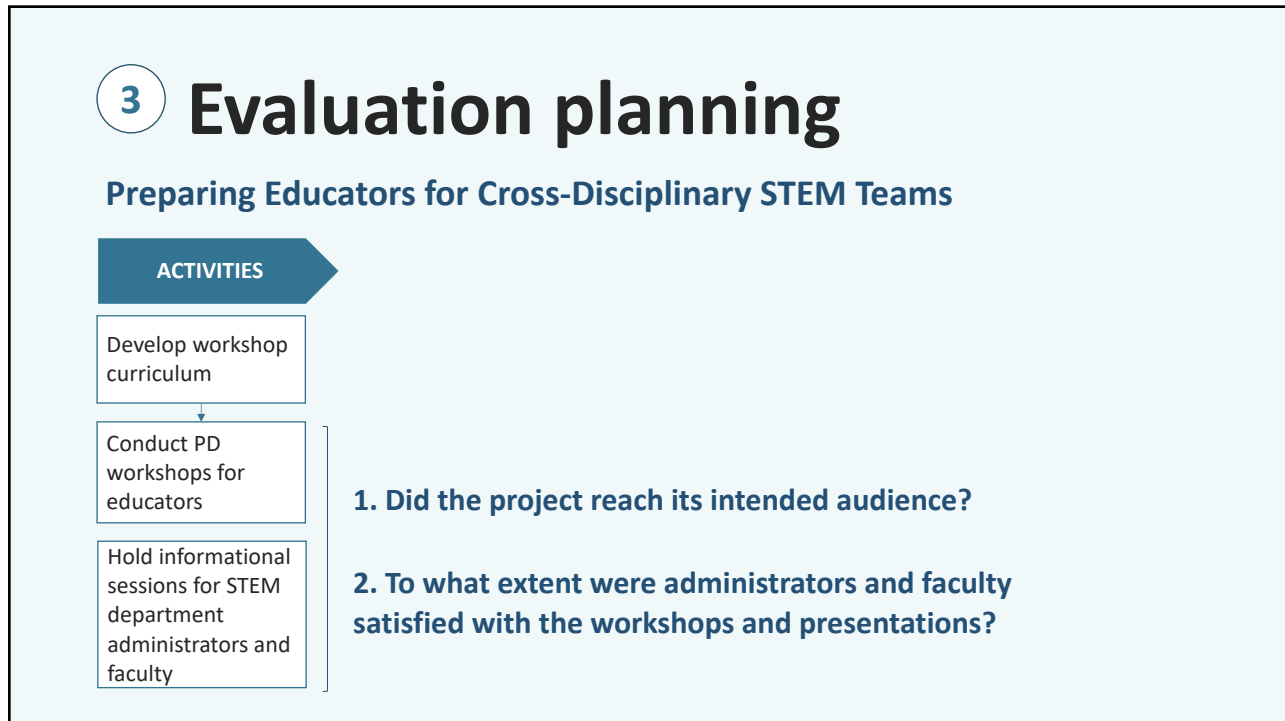 3 Evaluation planning
Preparing Educators for Cross-Disciplinary STEM Teams
ACTIVITIES
Develop workshop
curriculum
Conduct PD
workshops for
educators
Hold informational
sessions for STEM
department
administrators and
faculty
1. Did the project reach its intended audience?
2. To what extent were administrators and faculty
satisfied with the workshops and presentations?